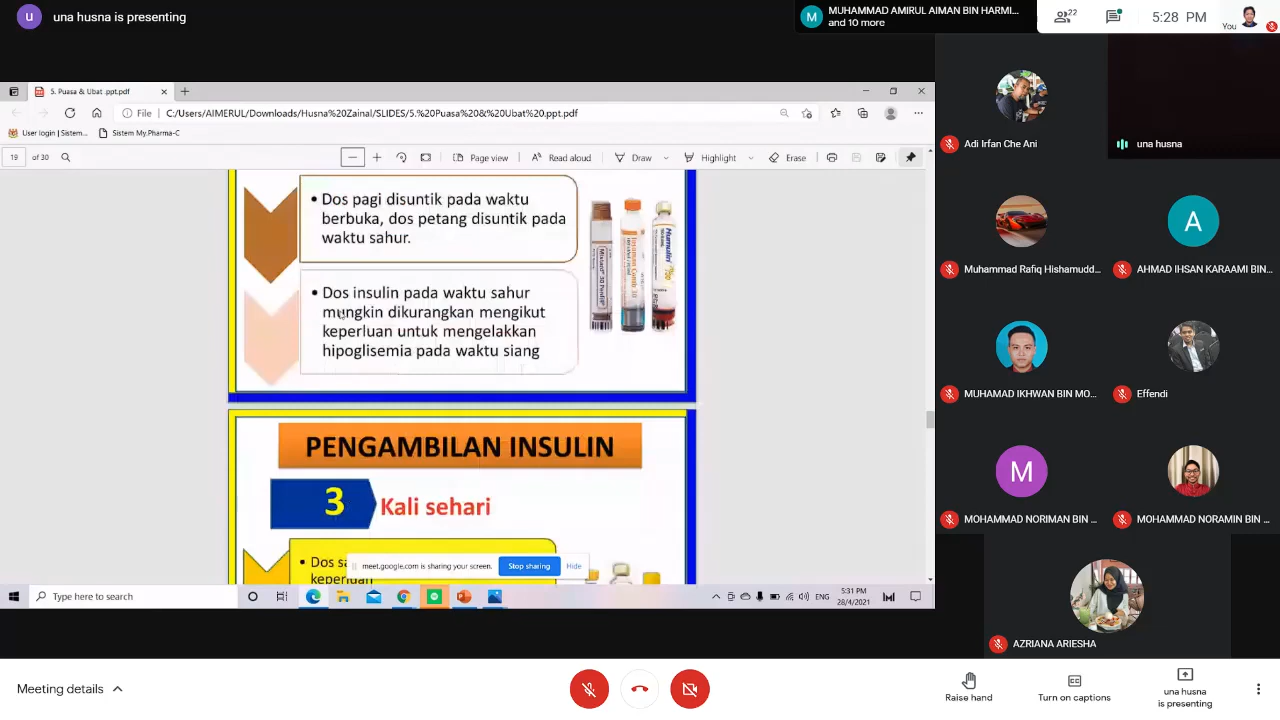 u
una husna is presenting
M
MUHAMMAD AMIRUL AIMAN BIN HARMI...
and 10 more
22
5:28 PM
You
5. Puasa & Ubat .ppt.pdf
File
C:/Users/AIMERUL/Downloads/Husna%20Zainal/SLIDES/5.%20Puasa%20&%20Ubat%20.ppt.pdf
User login | Sistem...
Sistem My.Pharma-C
19
of 30
Page view
Read aloud
Draw
Highlight
Erase
• Dos pagi disuntik pada waktu
berbuka, dos petang disuntik pada
waktu sahur.
• Dos insulin pada waktu sahur
mungkin dikurangkan mengikut
keperluan untuk mengelakkan
hipoglisemia pada waktu siang
PENGAMBILAN INSULIN
3
Kali sehari
• Dos
keperluan
meet.google.com is sharing your screen.
Stop sharing
Hide
Type here to search
ENG
5:31 PM
28/4/2021
Adi Irfan Che Ani
una husna
Muhammad Rafiq Hishamudd...
A
AHMAD IHSAN KARAAMI BIN...
MUHAMAD IKHWAN BIN MO...
Effendi
M
MOHAMMAD NORIMAN BIN ...
MOHAMMAD NORAMIN BIN ...
AZRIANA ARIESHA
Meeting details
Raise hand
Turn on captions
una husna
is presenting